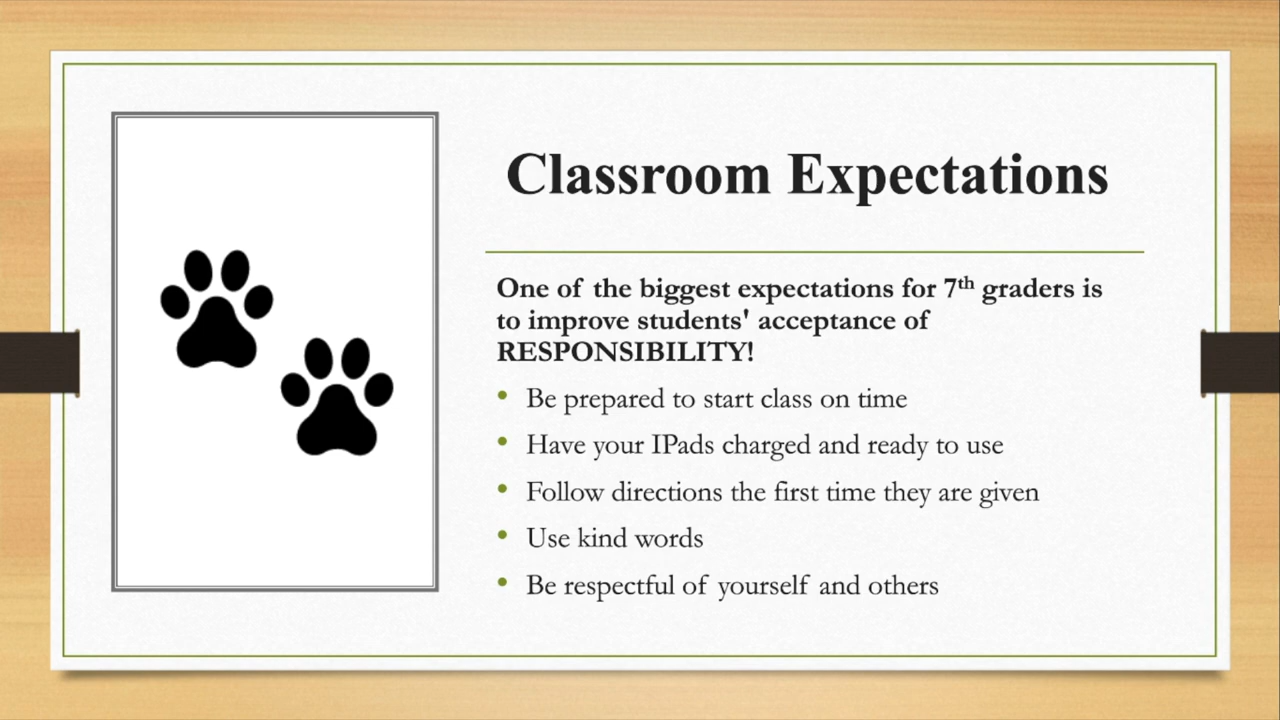 Classroom Expectations
One of the biggest expectations for 7th graders is
to improve students' acceptance of
RESPONSIBILITY!
• Be prepared to start class on time
• Have your IPads charged and ready to use
• Follow directions the first time they are given
• Use kind words
• Be respectful of yourself and others